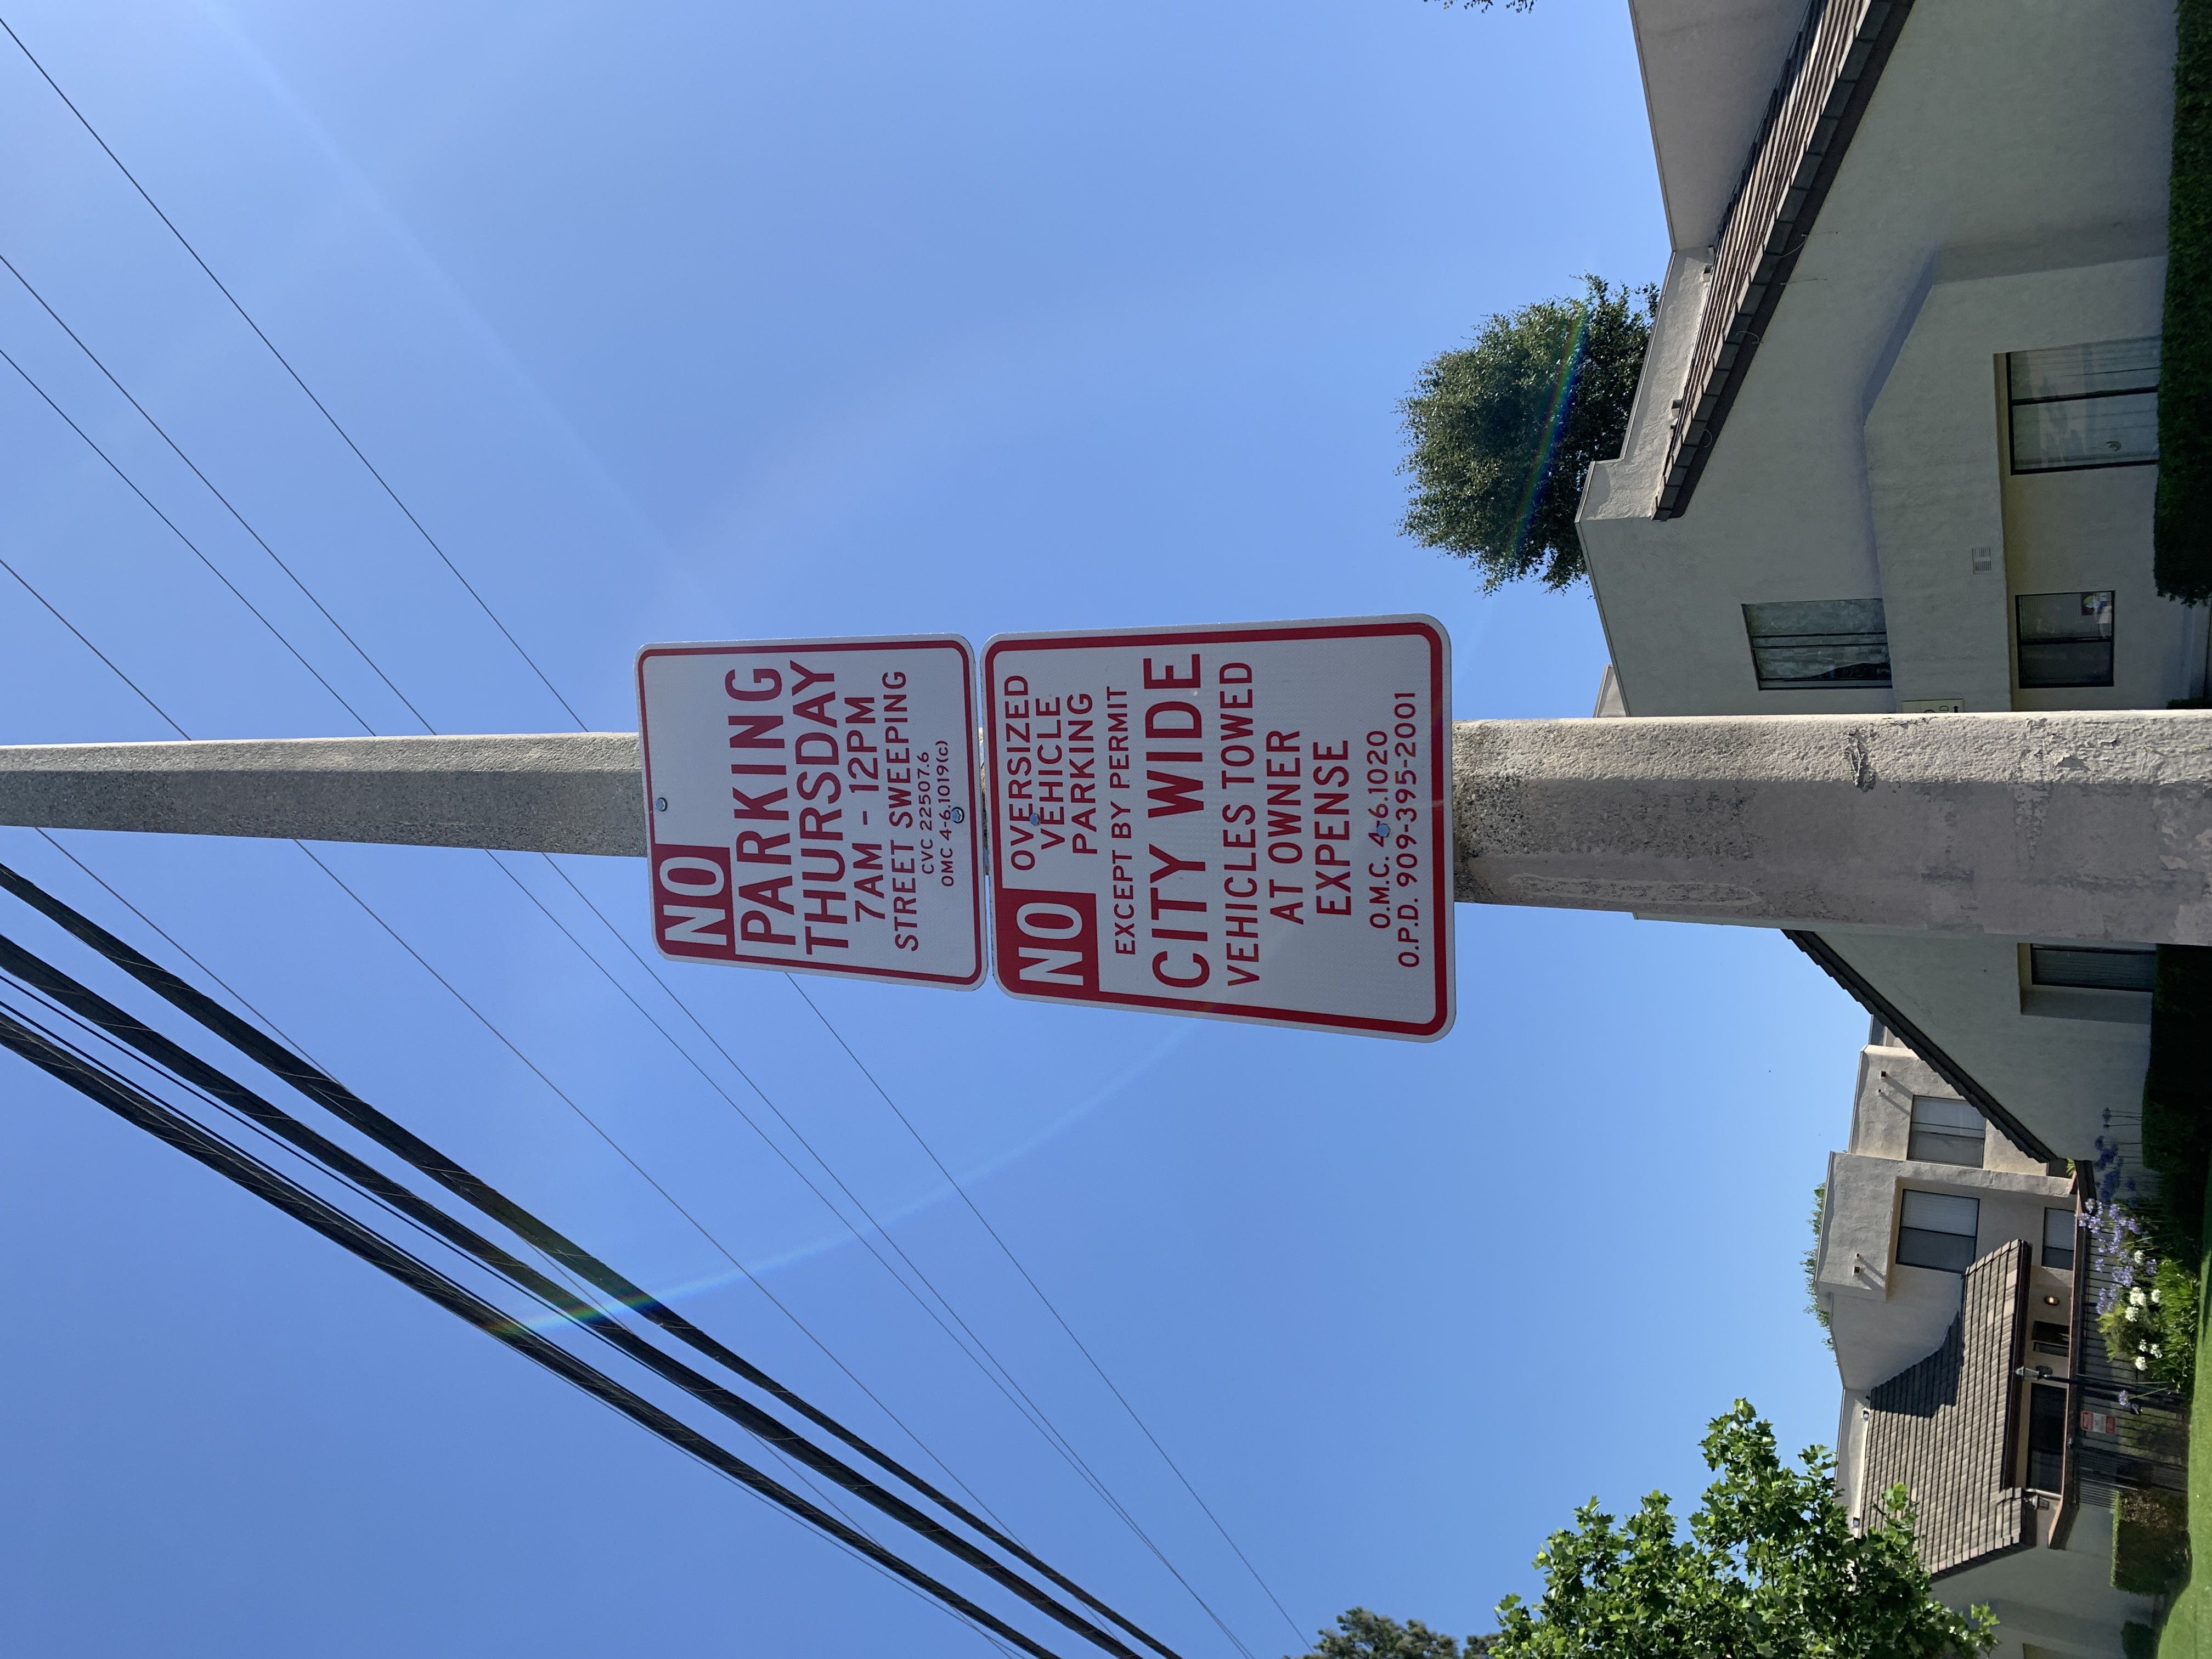 NO
PARKING
THURSDAY
7AM - 12PM
STREET SWEEPING
CVC 22507.6
OMC 4-6.1019(c)
NO OVERSIZED
VEHICLE
PARKING
EXCEPT BY PERMIT
CITY WIDE
VEHICLES TOWED
AT OWNER
EXPENSE
O.M.C. 4-6.1020
O.P.D. 909-395-2001